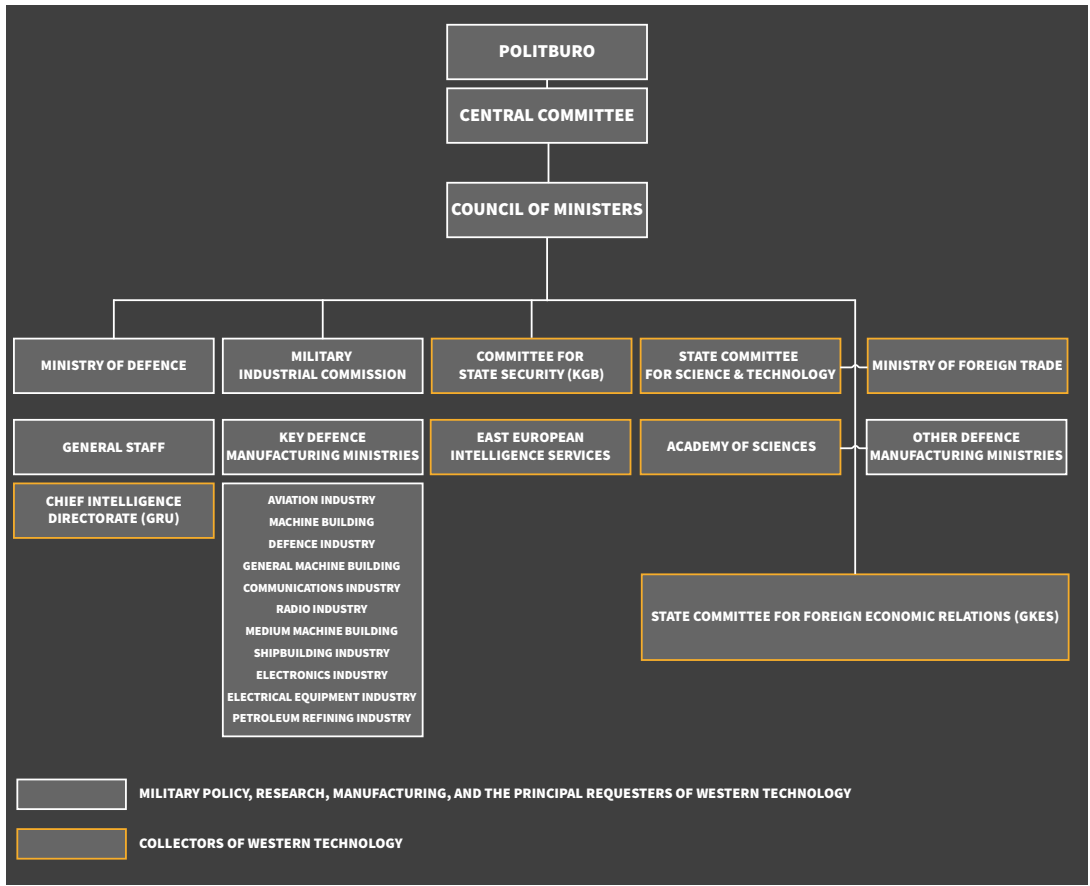 POLITBURO
CENTRAL COMMITTEE
COUNCIL OF MINISTERS
MINISTRY OF DEFENCE
MILITARY
INDUSTRIAL COMMISSION
COMMITTEE FOR
STATE SECURITY (KGB)
STATE COMMITTEE
FOR SCIENCE & TECHNOLOGY
MINISTRY OF FOREIGN TRADE
GENERAL STAFF
KEY DEFENCE
MANUFACTURING MINISTRIES
EAST EUROPEAN
INTELLIGENCE SERVICES
ACADEMY OF SCIENCES
OTHER DEFENCE
MANUFACTURING MINISTRIES
CHIEF INTELLIGENCE
DIRECTORATE (GRU)
AVIATION INDUSTRY
MACHINE BUILDING
DEFENCE INDUSTRY
GENERAL MACHINE BUILDING
COMMUNICATIONS INDUSTRY
RADIO INDUSTRY
MEDIUM MACHINE BUILDING
SHIPBUILDING INDUSTRY
ELECTRONICS INDUSTRY
ELECTRICAL EQUIPMENT INDUSTRY
PETROLEUM REFINING INDUSTRY
STATE COMMITTEE FOR FOREIGN ECONOMIC RELATIONS (GKES)
MILITARY POLICY, RESEARCH, MANUFACTURING, AND THE PRINCIPAL REQUESTERS OF WESTERN TECHNOLOGY
COLLECTORS OF WESTERN TECHNOLOGY